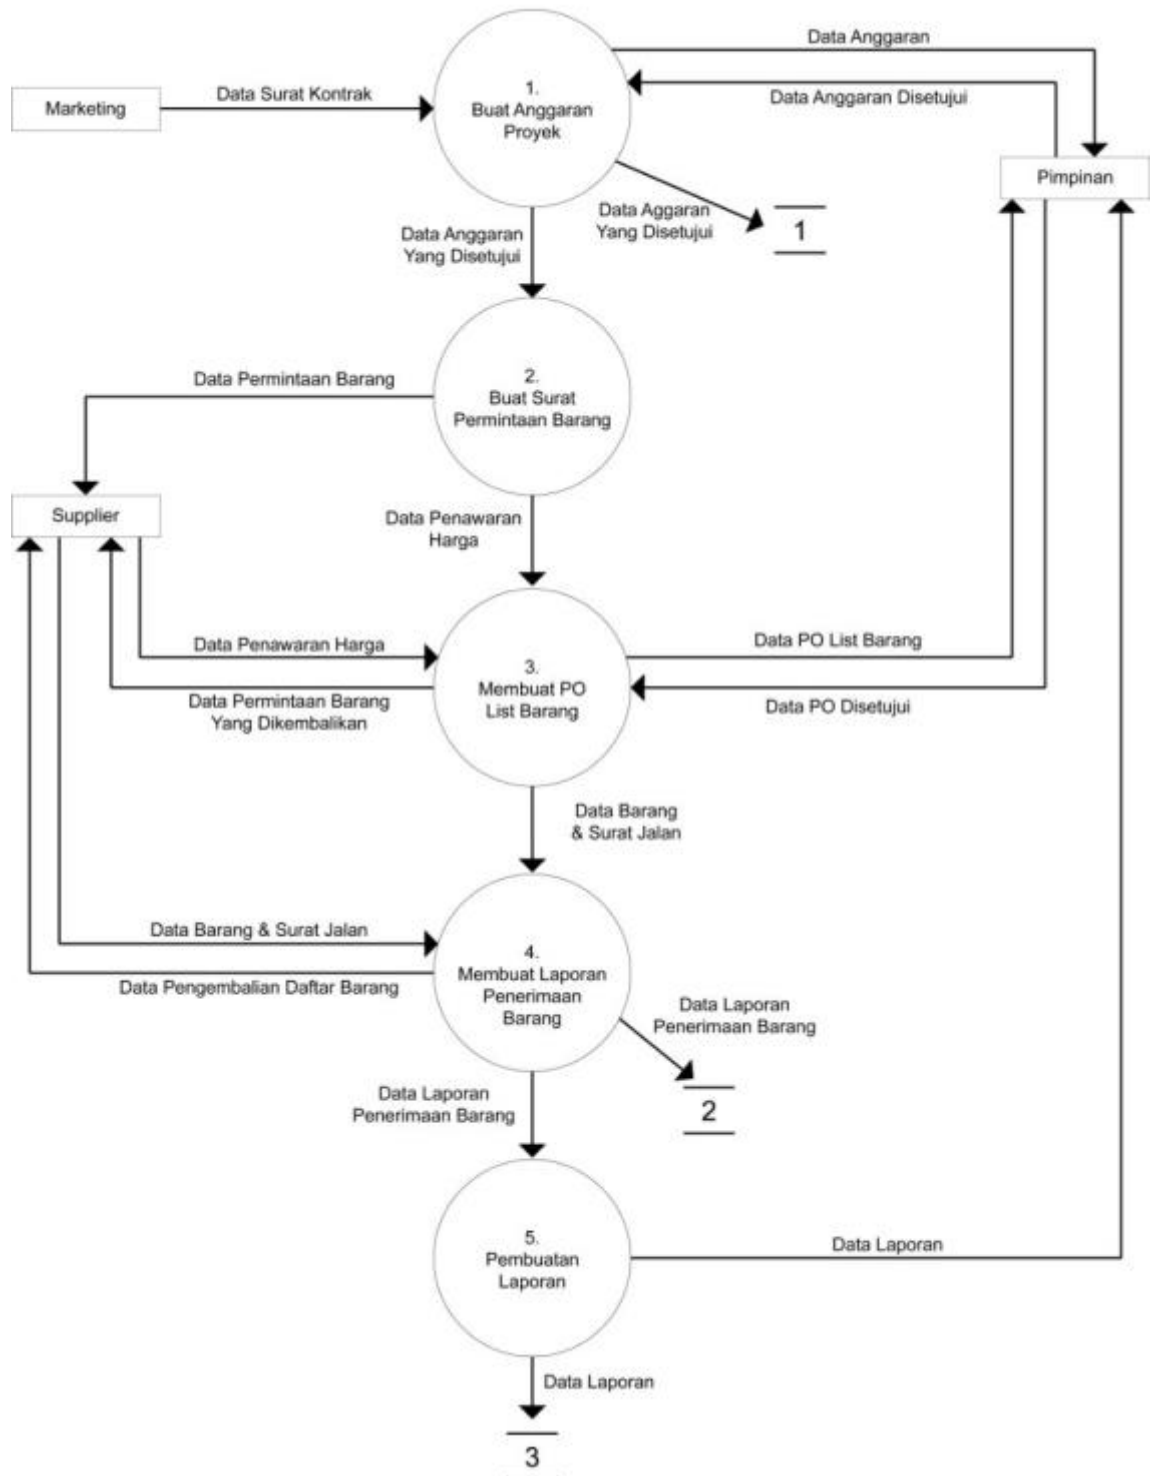 Data Anggaran
1.
Buat Anggaran
Proyek
Data Surat Kontrak
Marketing
Data Anggaran Disetujui
Pimpinan
Data Aggaran
Yang Disetujui
1
Data Anggaran
Yang Disetujui
2.
Buat Surat
Permintaan Barang
Data Permintaan Barang
Supplier
Data Penawaran
Harga
Data Penawaran Harga
3.
Membuat PO
List Barang
Data PO List Barang
Data Permintaan Barang
Yang Dikembalikan
Data PO Disetujui
Data Barang
& Surat Jalan
Data Barang & Surat Jalan
4.
Membuat Laporan
Penerimaan
Barang
Data Pengembalian Daftar Barang
Data Laporan
Penerimaan Barang
2
Data Laporan
Penerimaan Barang
5.
Pembuatan
Laporan
Data Laporan
Data Laporan
3